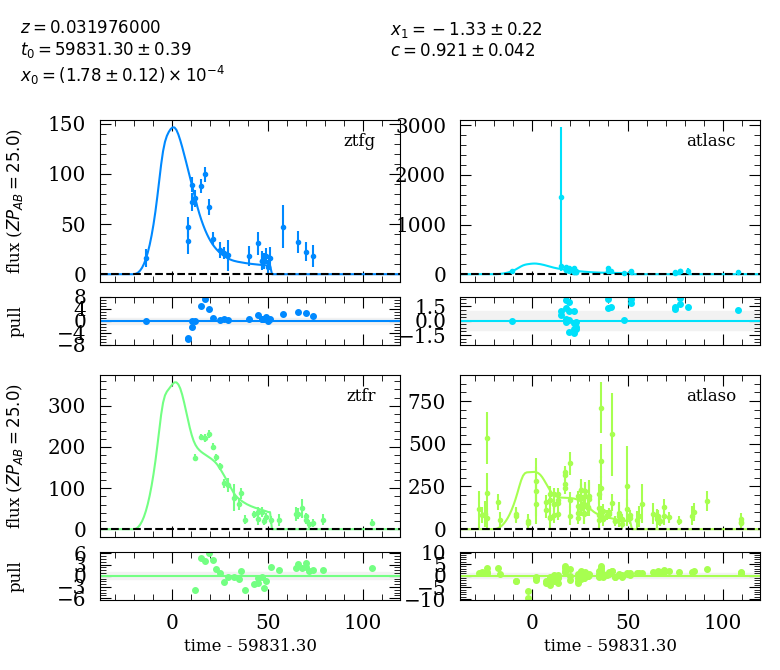 z = 0.031976000
t0 = 59831.30 ± 0.39
x0 = (1.78 ± 0.12) × 10^−4
x1 = −1.33 ± 0.22
c = 0.921 ± 0.042
flux (ZP_AB = 25.0)
150
100
50
0
ztfg
3000
2000
1000
0
atlasc
pull
8
4
0
−4
−8
1.5
0.0
−1.5
flux (ZP_AB = 25.0)
300
200
100
0
ztfr
750
500
250
0
atlaso
pull
6
3
0
−3
−6
10
5
0
−5
−10
0 50 100
0 50 100
time - 59831.30
time - 59831.30